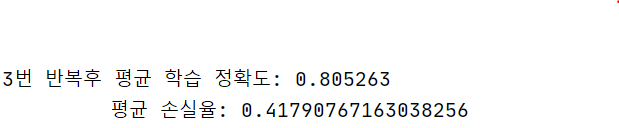 3번 반복후 평균 학습 정확도: 0.805263
평균 손실율: 0.41790767163038256